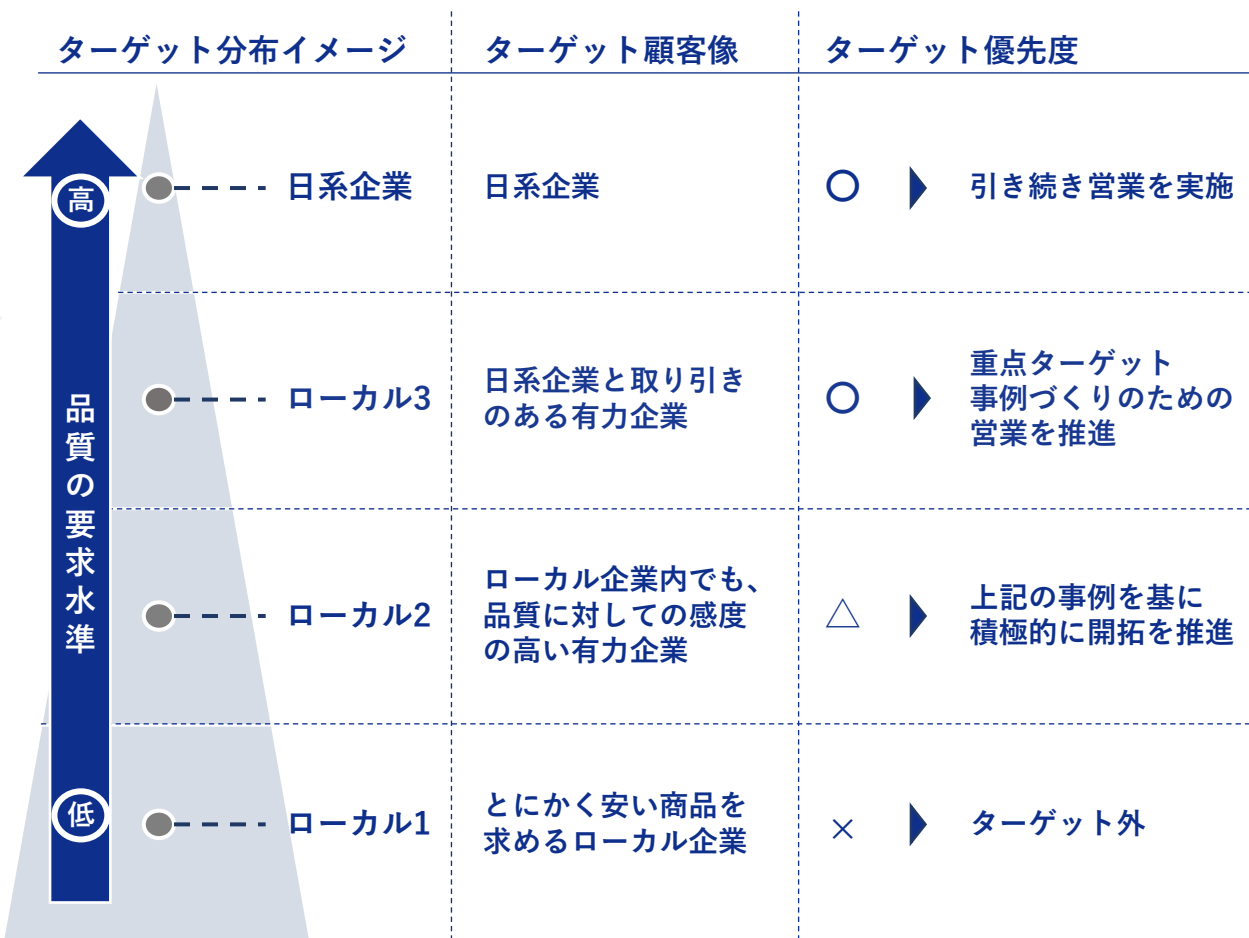 ターゲット分布イメージ
ターゲット顧客像
ターゲット優先度
高
品質の要求水準
低
日系企業
日系企業
○
引き続き営業を実施
ローカル3
日系企業と取り引き
のある有力企業
○
重点ターゲット
事例づくりのための
営業を推進
ローカル2
ローカル企業内でも、
品質に対しての感度
の高い有力企業
△
上記の事例を基に
積極的に開拓を推進
ローカル1
とにかく安い商品を
求めるローカル企業
×
ターゲット外